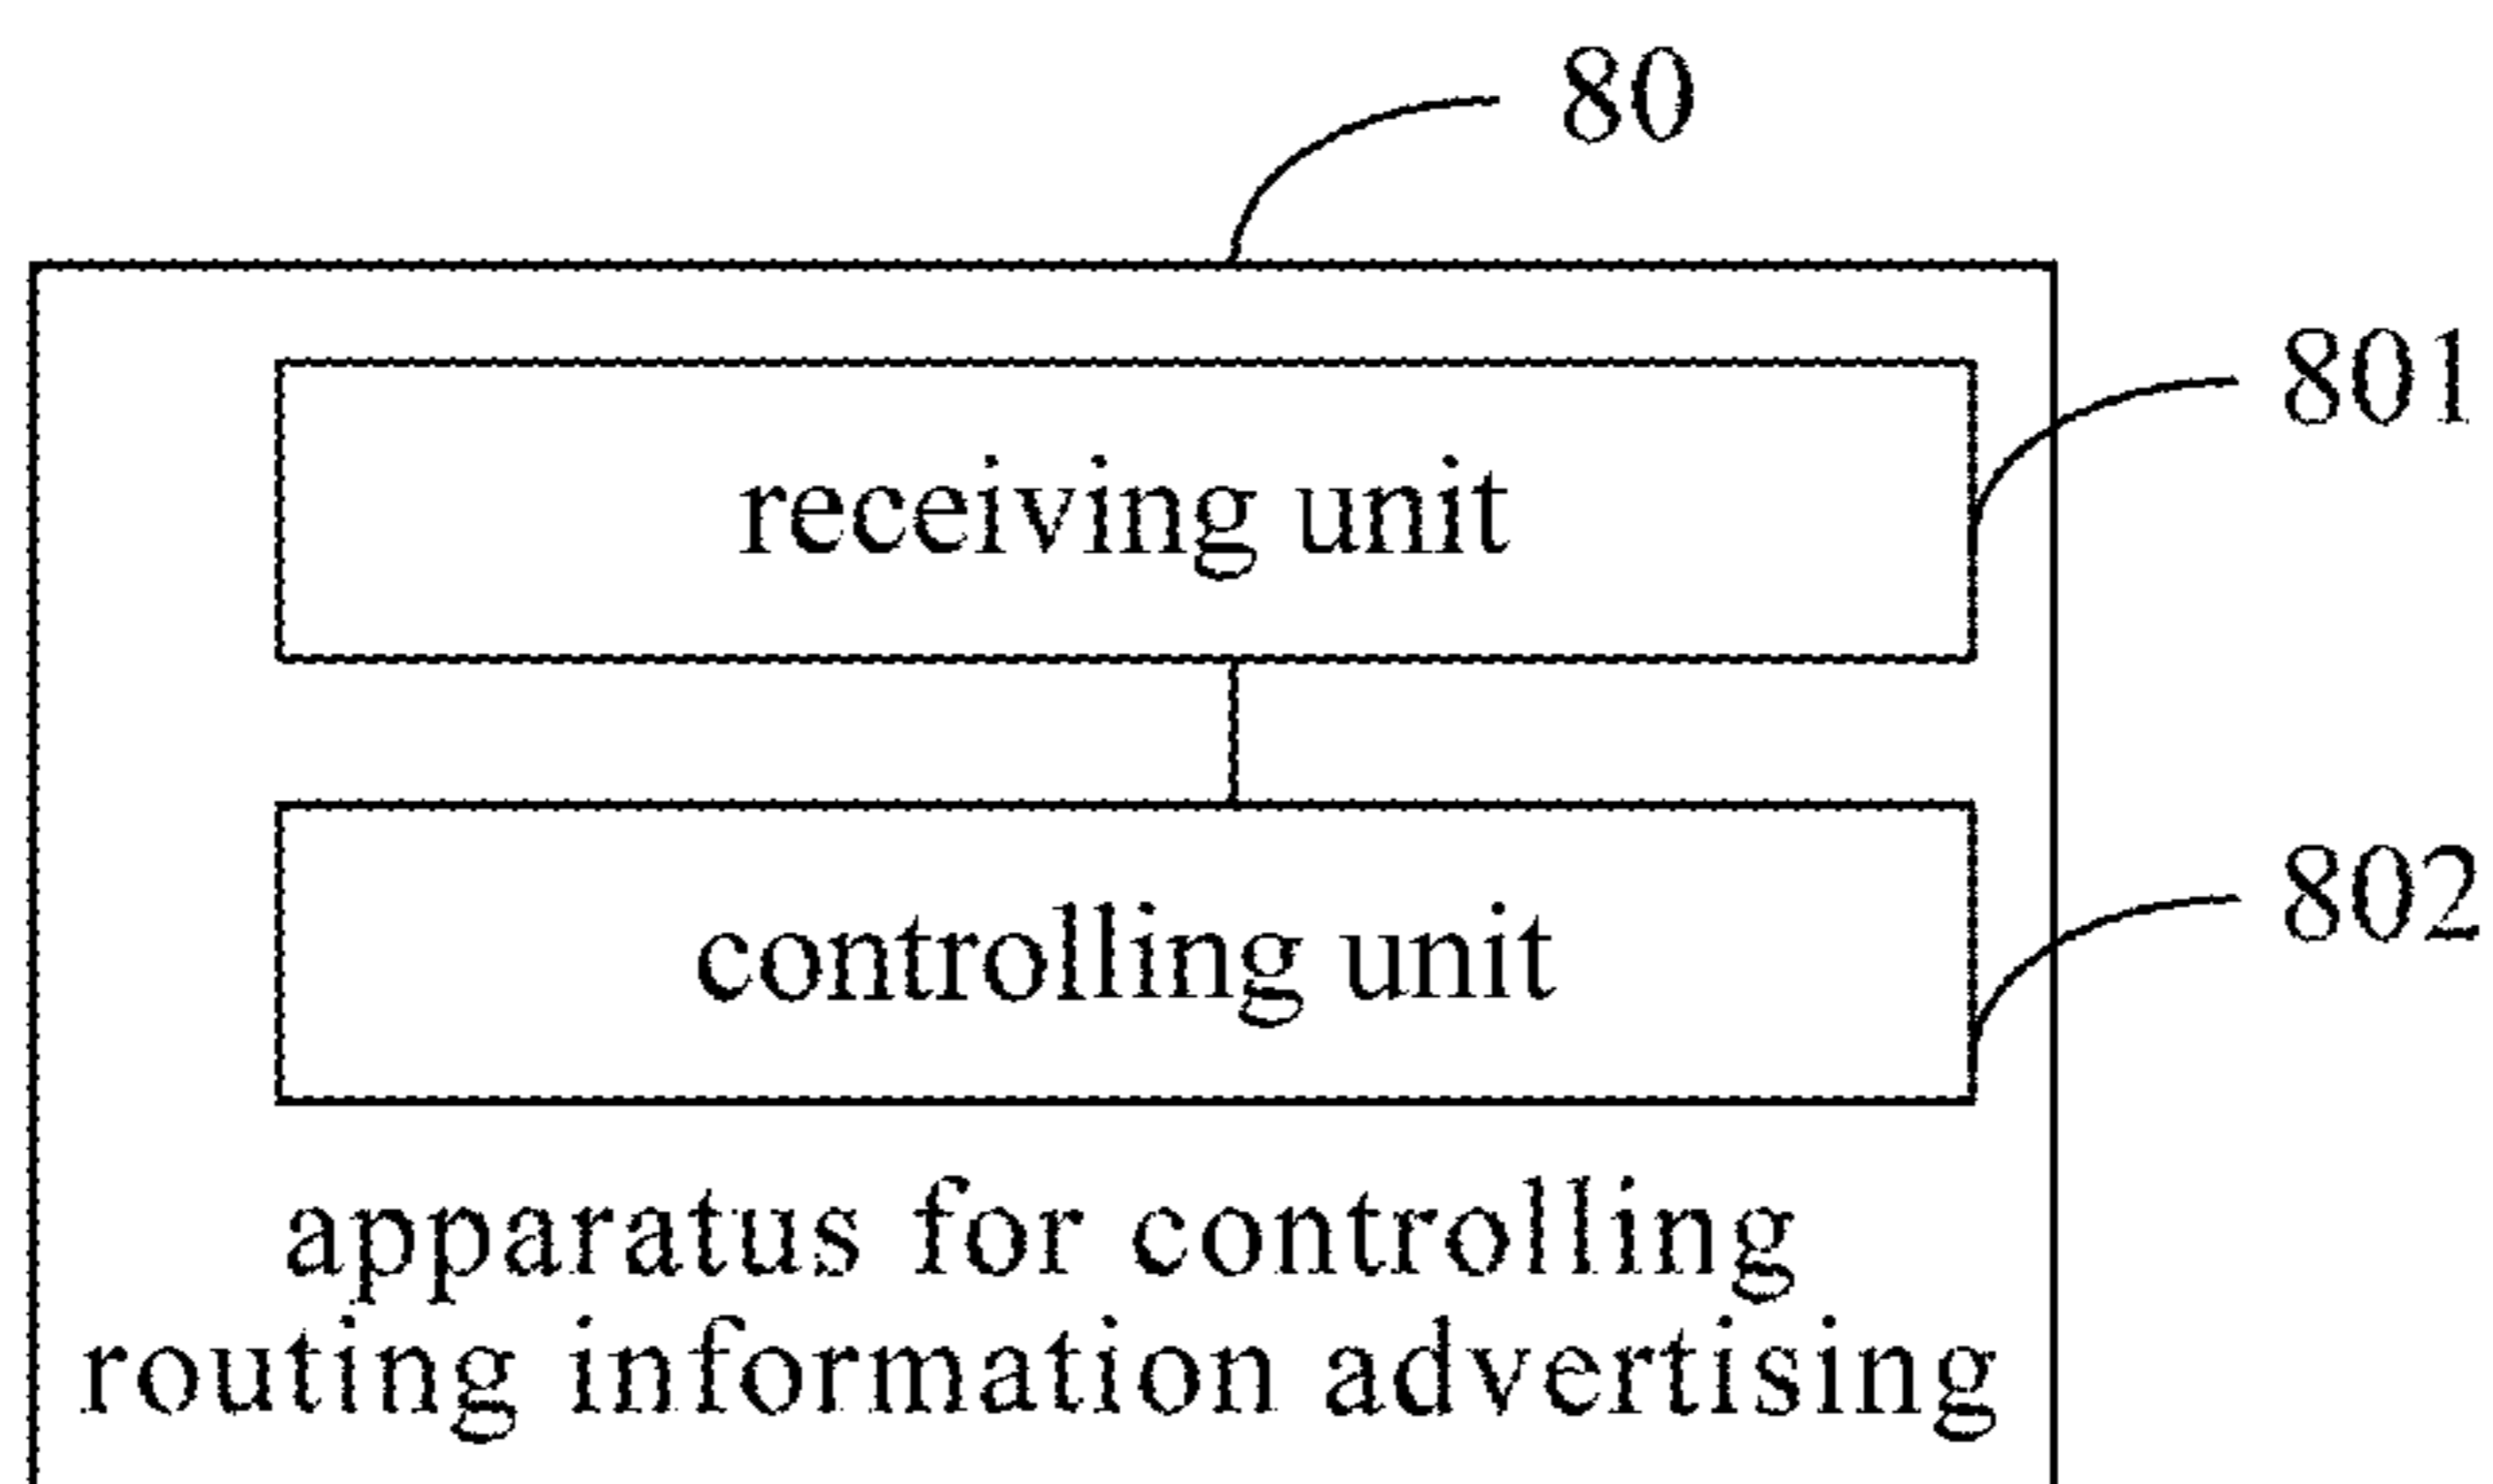 80
801
receiving unit
802
controlling unit
apparatus for controlling
routing information advertising